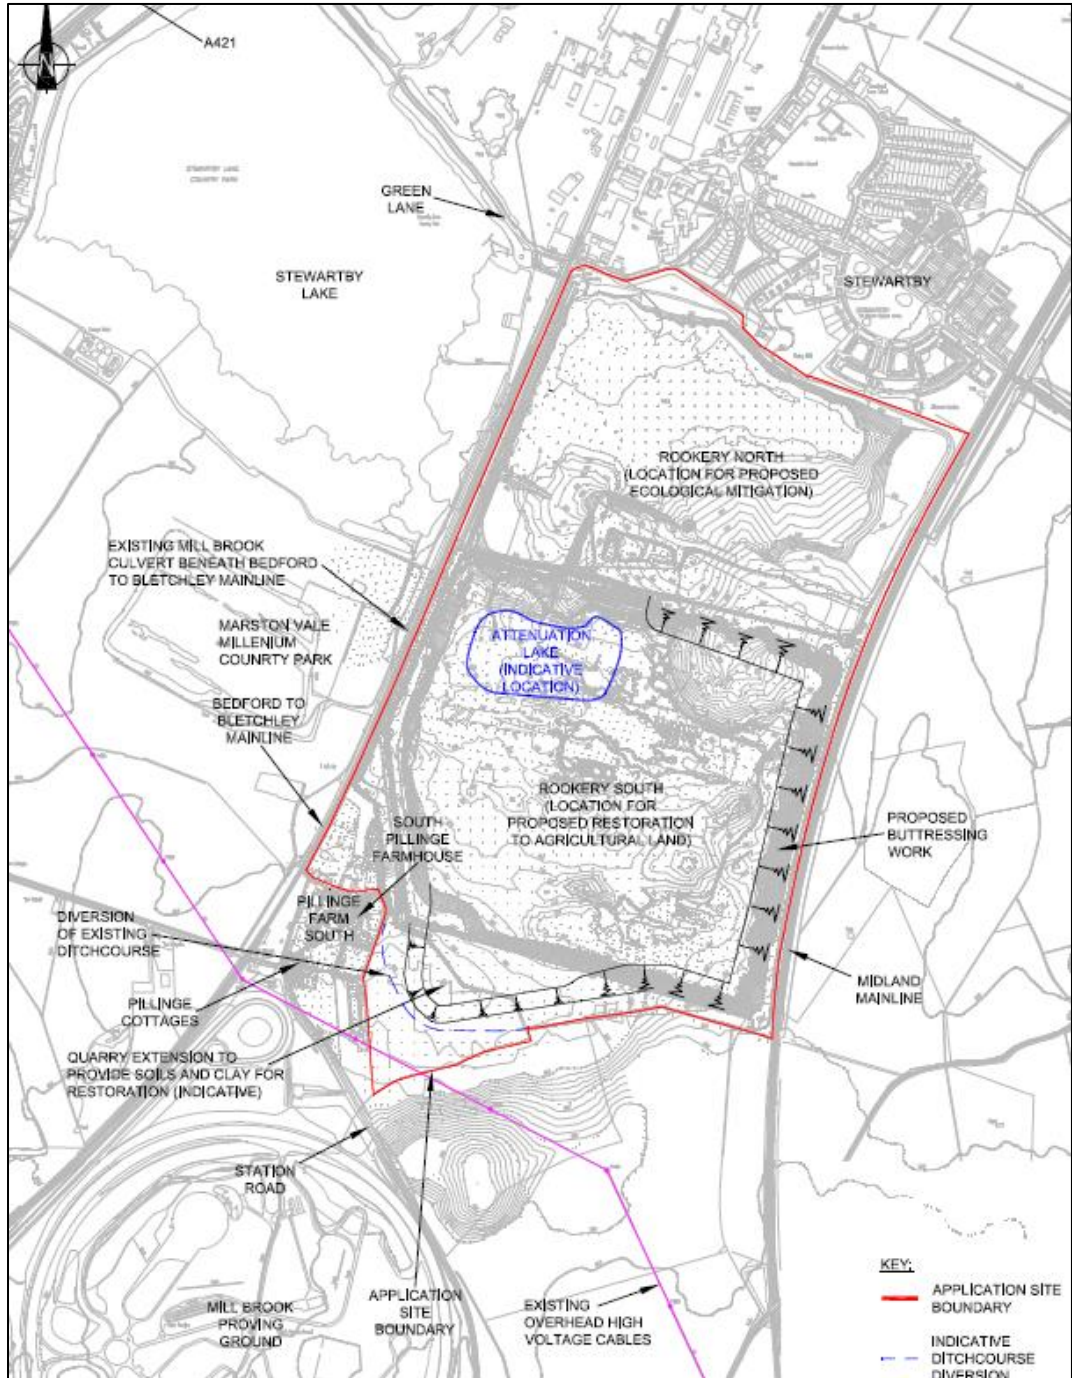 A421
N
GREEN
LANE
STEWARTBY
LAKE
STEWARTBY
ROOKERY NORTH
(LOCATION FOR PROPOSED
ECOLOGICAL MITIGATION)
EXISTING MILL BROOK
CULVERT BENEATH BEDFORD
TO BLETCHLEY MAINLINE
MARSTON VALE
MILLENIUM
COUNRTY PARK
ATTENUATION
LAKE
(INDICATIVE
LOCATION)
BEDFORD TO
BLETCHLEY
MAINLINE
ROOKERY SOUTH
(LOCATION FOR
PROPOSED RESTORATION
TO AGRICULTURAL LAND)
SOUTH
PILLINGE
FARMHOUSE
PROPOSED
BUTTRESSING
WORK
PILLINGE
FARM
SOUTH
DIVERSION
OF EXISTING
DITCHCOURSE
MIDLAND
MAINLINE
PILLINGE
COTTAGES
QUARRY EXTENSION TO
PROVIDE SOILS AND CLAY FOR
RESTORATION (INDICATIVE)
STATION
ROAD
MILL BROOK
PROVING
GROUND
APPLICATION
SITE
BOUNDARY
EXISTING
OVERHEAD HIGH
VOLTAGE CABLES
KEY:
APPLICATION SITE
BOUNDARY
INDICATIVE
DITCHCOURSE
DIVERSION